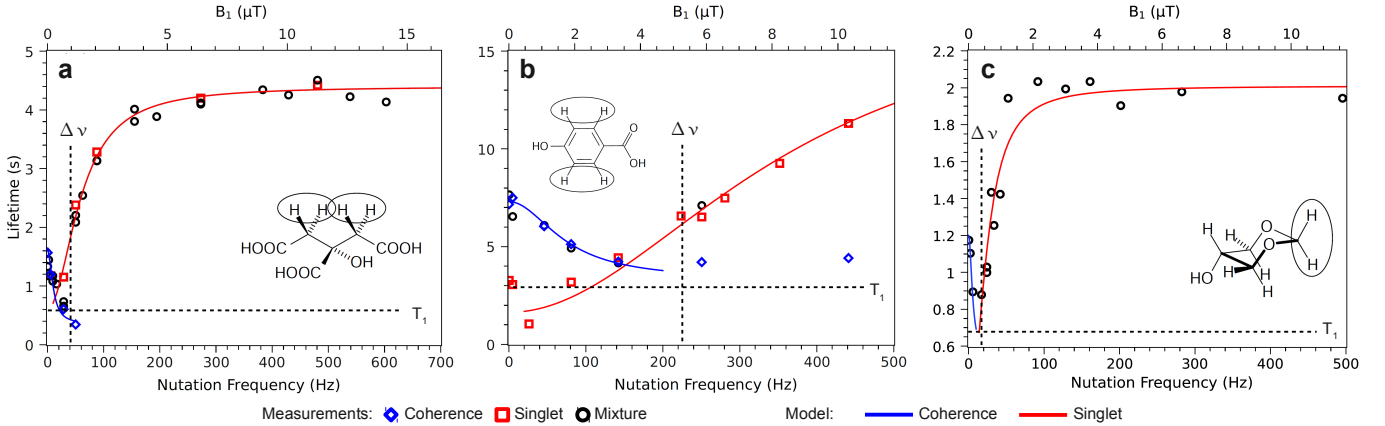 B1 (μT)
0 5 10 15
a
Δ ν
Lifetime (s)
5
4
3
2
1
0
H H H H
HOOC COOH
HOOC OH
T1
0 100 200 300 400 500 600 700
Nutation Frequency (Hz)
B1 (μT)
0 2 4 6 8 10
b
15
10
5
0
H H
HO O
OH
H H
Δ ν
T1
0 100 200 300 400 500
Nutation Frequency (Hz)
B1 (μT)
0 2 4 6 8 10
c
2.2
2
1.8
1.6
1.4
1.2
1
0.8
0.6
Δ ν
H O H
H O
HO H H H
H
T1
0 100 200 300 400 500
Nutation Frequency (Hz)
Measurements: Coherence Singlet Mixture Model: Coherence Singlet